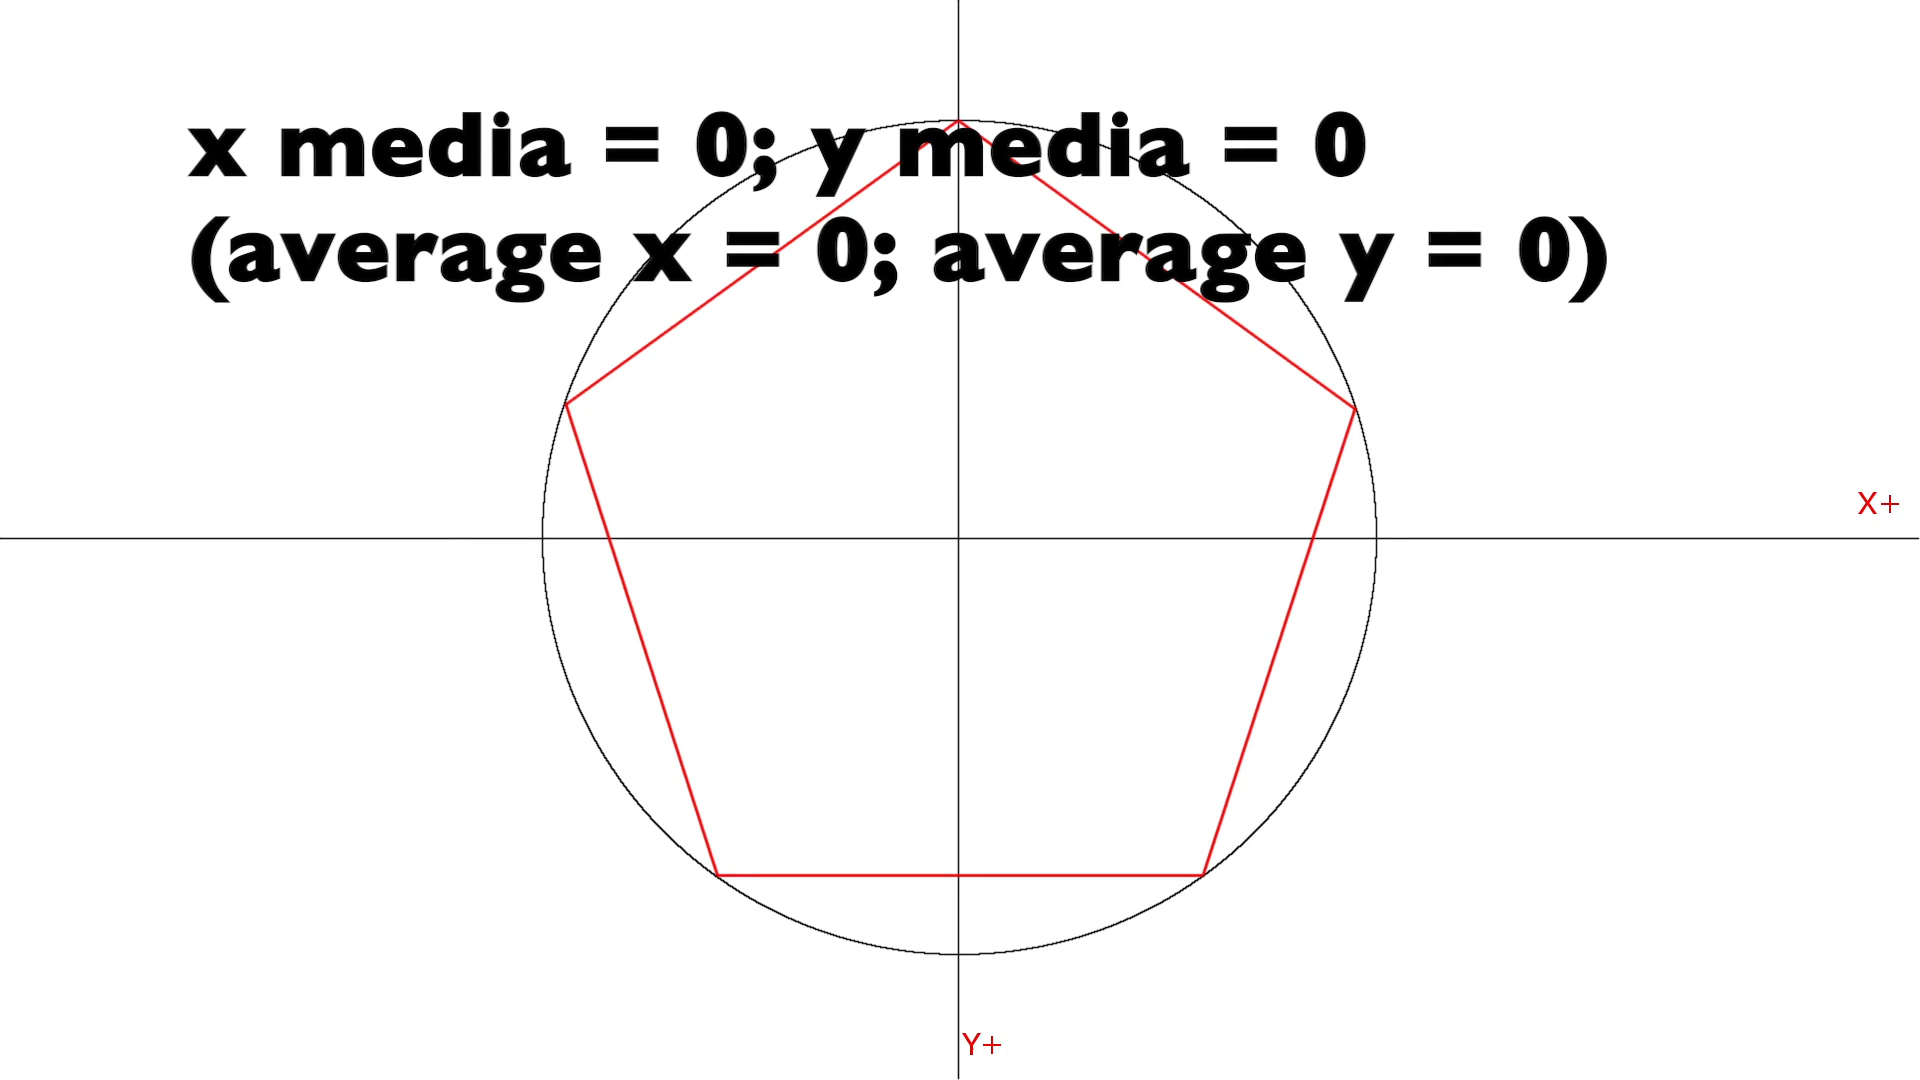 x media = 0; y media = 0
(average x = 0; average y = 0)
X+
Y+